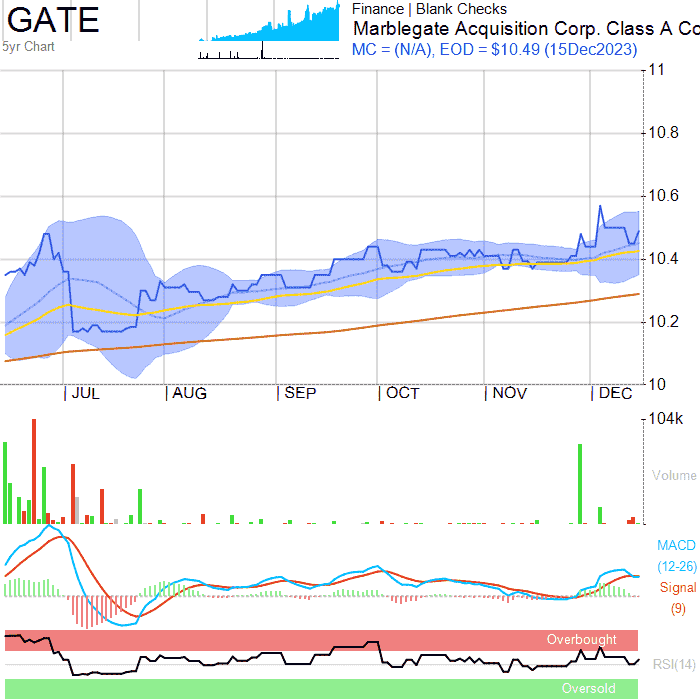 GATE
5yr Chart
Finance | Blank Checks
Marblegate Acquisition Corp. Class A Co
MC = (N/A), EOD = $10.49 (15Dec2023)
11
10.8
10.6
10.4
10.2
10
JUL AUG SEP OCT NOV DEC
104k
Volume
MACD
(12-26)
Signal
(9)
Overbought
RSI(14)
Oversold